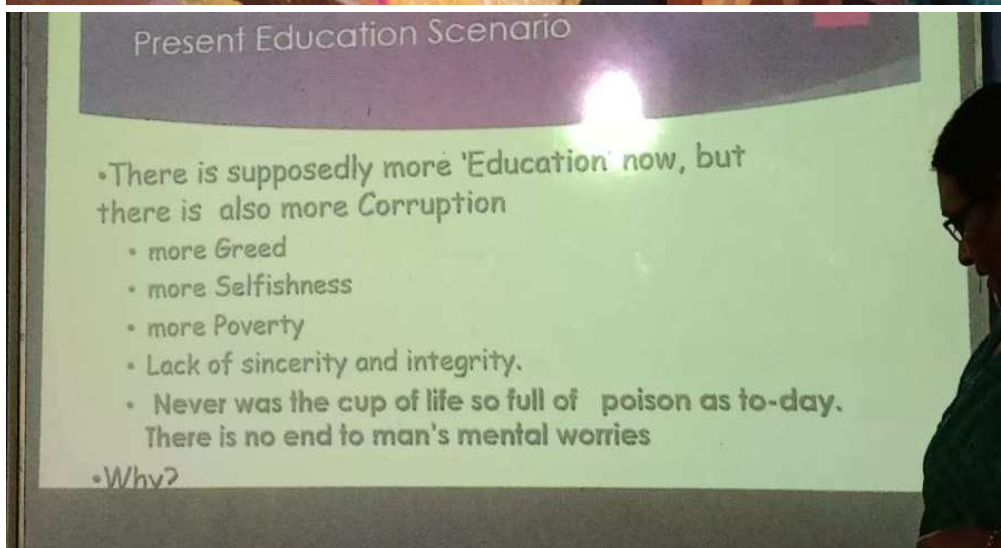 Present Education Scenario
•There is supposedly more 'Education' now, but
there is also more Corruption
• more Greed
• more Selfishness
• more Poverty
• Lack of sincerity and integrity.
• Never was the cup of life so full of poison as to-day.
There is no end to man's mental worries
•Why?